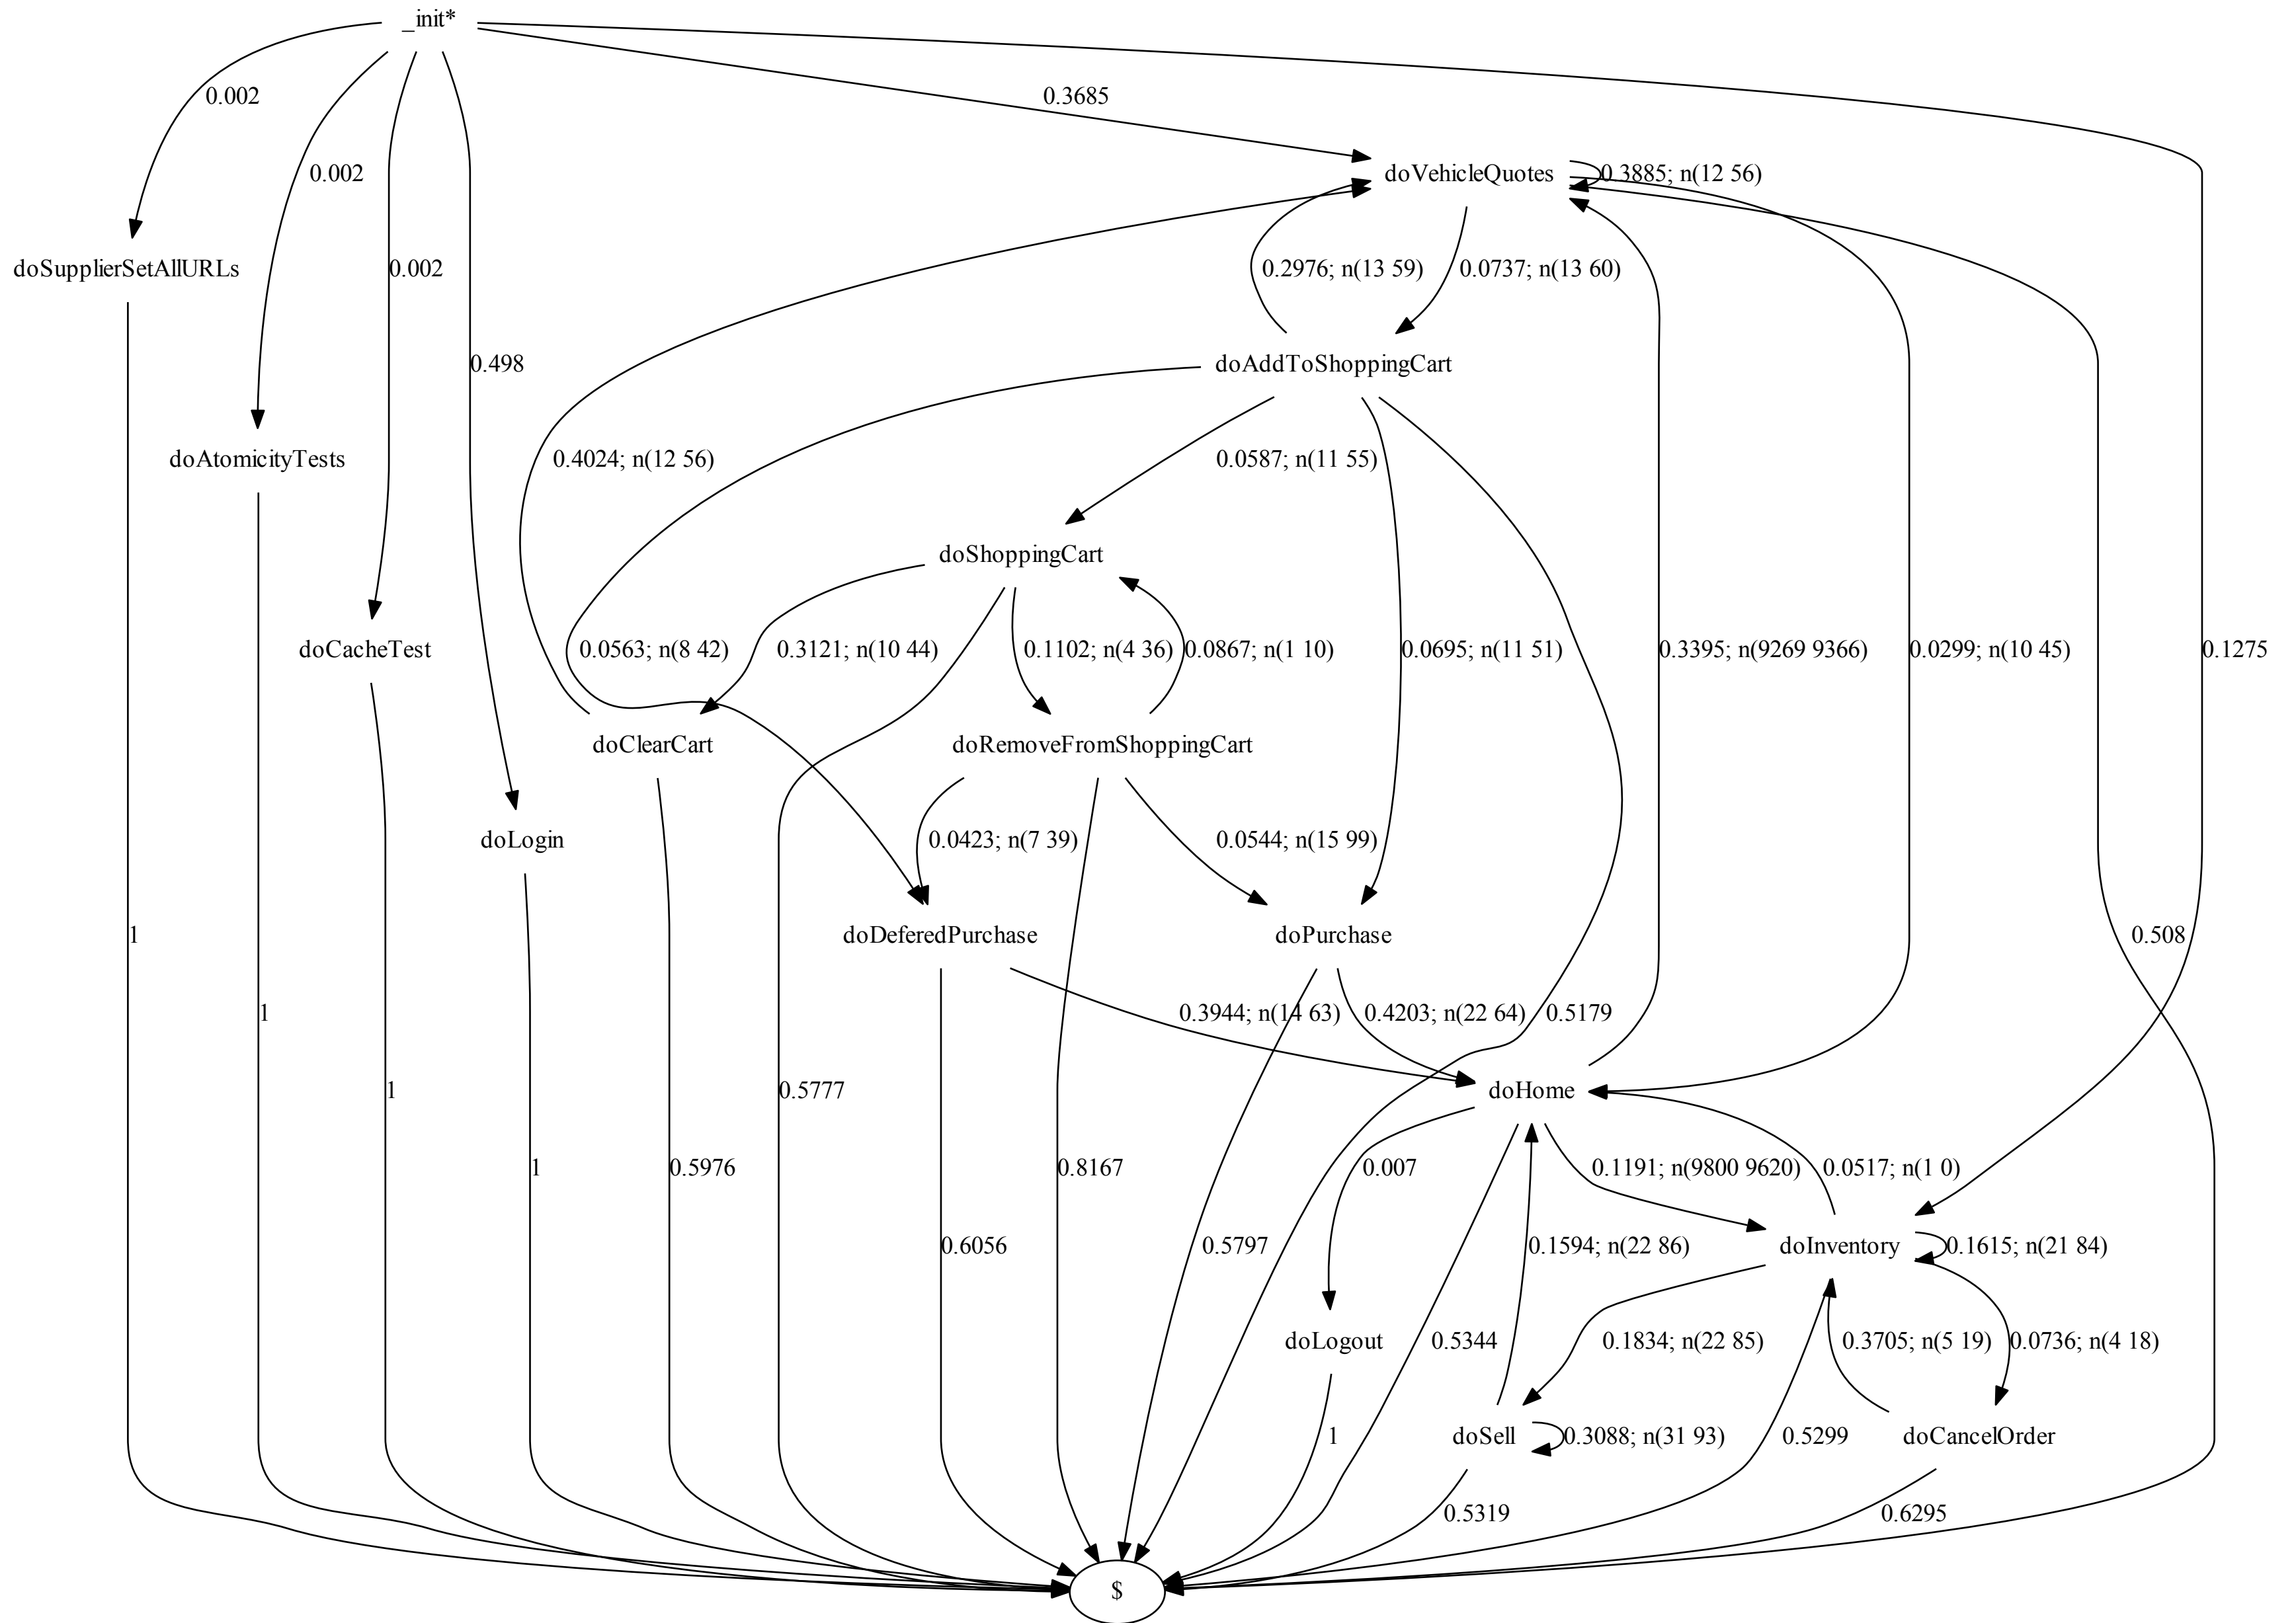 _init*
0.002
0.3685
0.002
doVehicleQuotes
0.3885; n(12 56)
doSupplierSetAllURLs
0.002
0.2976; n(13 59)
0.0737; n(13 60)
0.498
doAddToShoppingCart
doAtomicityTests
0.4024; n(12 56)
0.0587; n(11 55)
doShoppingCart
doCacheTest
0.0563; n(8 42)
0.3121; n(10 44)
0.1102; n(4 36)
0.0867; n(1 10)
0.0695; n(11 51)
0.3395; n(9269 9366)
0.0299; n(10 45)
0.1275
doClearCart
doRemoveFromShoppingCart
doLogin
0.0423; n(7 39)
0.0544; n(15 99)
1
doDeferedPurchase
doPurchase
0.508
1
0.3944; n(14 63)
0.4203; n(22 64)
0.5179
1
0.5777
doHome
1
0.5976
0.8167
0.007
0.1191; n(9800 9620)
0.0517; n(1 0)
0.6056
0.5797
0.1594; n(22 86)
doInventory
0.1615; n(21 84)
doLogout
0.5344
0.1834; n(22 85)
0.3705; n(5 19)
0.0736; n(4 18)
1
doSell
0.3088; n(31 93)
0.5299
doCancelOrder
0.5319
0.6295
$